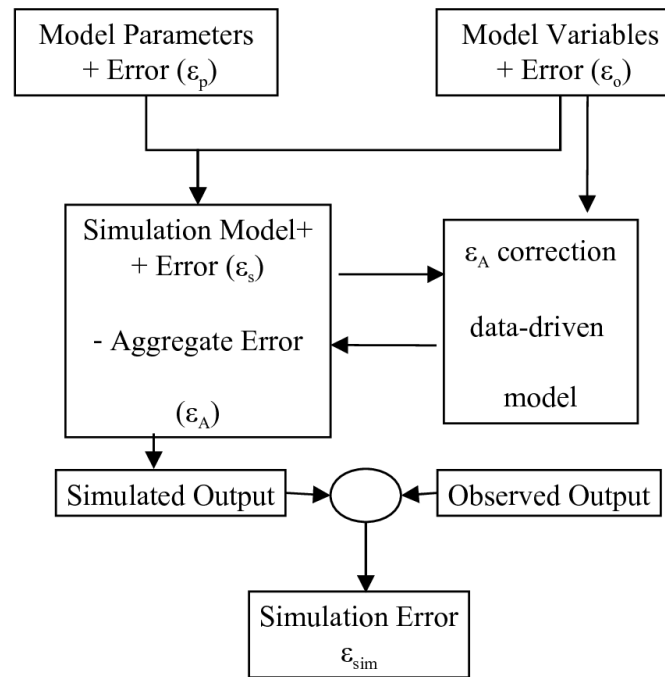 Model Parameters
+ Error (εp)
Model Variables
+ Error (εo)
Simulation Model+
+ Error (εs)
- Aggregate Error
(εA)
εA correction
data-driven
model
Simulated Output
Observed Output
Simulation Error
εsim